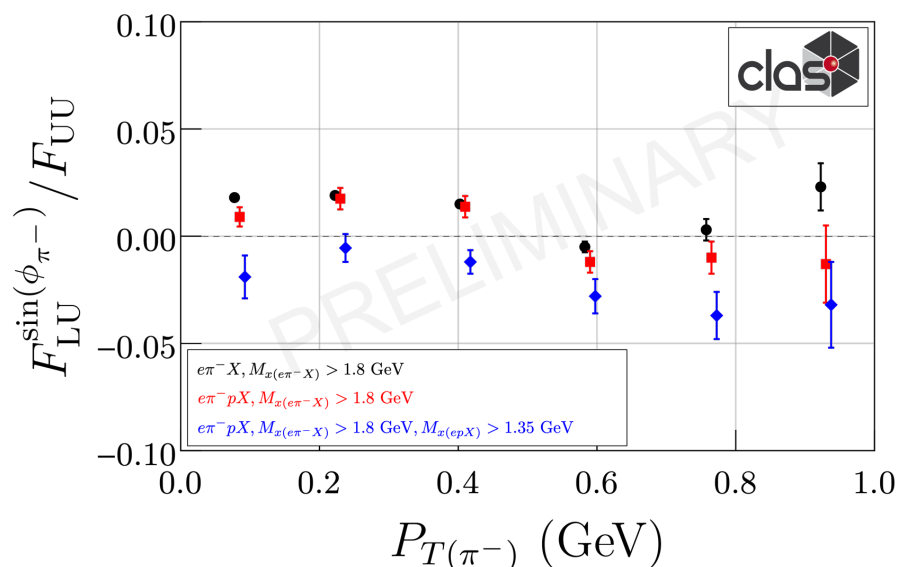 0.10
clas
0.05
0.00
−0.05
−0.10
F_LU^sin(ϕ_π−) / F_UU
PRELIMINARY
eπ⁻X, M_x(eπ⁻X) > 1.8 GeV
eπ⁻pX, M_x(eπ⁻X) > 1.8 GeV
eπ⁻pX, M_x(eπ⁻X) > 1.8 GeV, M_x(epX) > 1.35 GeV
0.0 0.2 0.4 0.6 0.8 1.0
P_T(π⁻) (GeV)